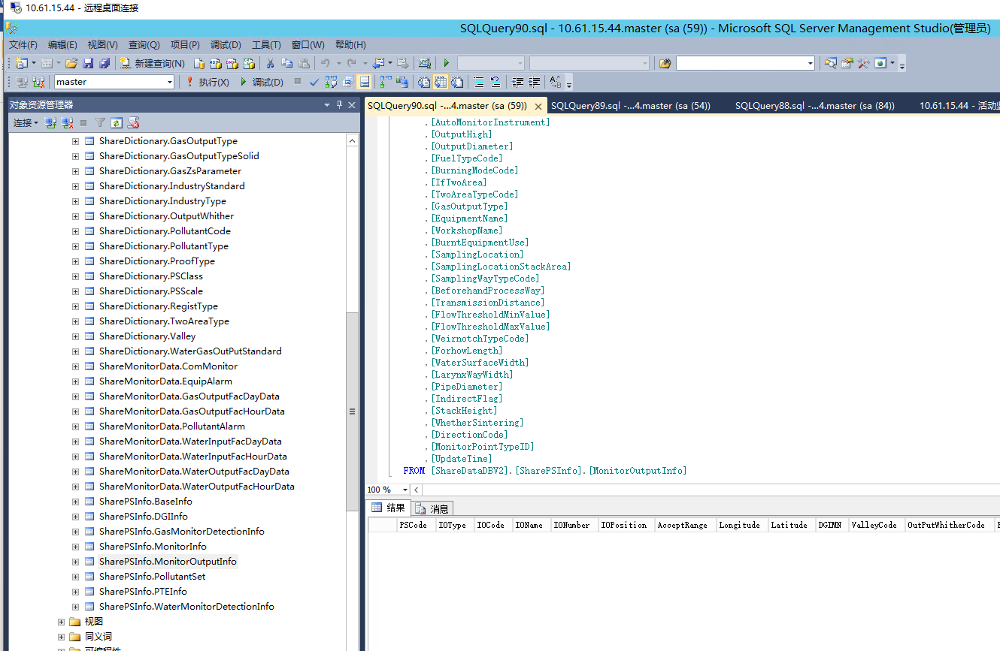 10.61.15.44 - 远程桌面连接
SQLQuery90.sql - 10.61.15.44.master (sa (59)) - Microsoft SQL Server Management Studio(管理员)
文件(F) 编辑(E) 视图(V) 查询(Q) 项目(P) 调试(D) 工具(T) 窗口(W) 帮助(H)
新建查询(N)
master 执行(X) 调试(D)
对象资源管理器
连接
ShareDictionary.GasOutputType
ShareDictionary.GasOutputTypeSolid
ShareDictionary.GasZsParameter
ShareDictionary.IndustryStandard
ShareDictionary.IndustryType
ShareDictionary.OutputWhither
ShareDictionary.PollutantCode
ShareDictionary.PollutantType
ShareDictionary.ProofType
ShareDictionary.PSClass
ShareDictionary.PSScale
ShareDictionary.RegistType
ShareDictionary.TwoAreaType
ShareDictionary.Valley
ShareDictionary.WaterGasOutPutStandard
ShareMonitorData.ComMonitor
ShareMonitorData.EquipAlarm
ShareMonitorData.GasOutputFacDayData
ShareMonitorData.GasOutputFacHourData
ShareMonitorData.PollutantAlarm
ShareMonitorData.WaterInputFacDayData
ShareMonitorData.WaterInputFacHourData
ShareMonitorData.WaterOutputFacDayData
ShareMonitorData.WaterOutputFacHourData
SharePSInfo.BaseInfo
SharePSInfo.DGIInfo
SharePSInfo.GasMonitorDetectionInfo
SharePSInfo.MonitorInfo
SharePSInfo.MonitorOutputInfo
SharePSInfo.PollutantSet
SharePSInfo.PTEInfo
SharePSInfo.WaterMonitorDetectionInfo
视图
同义词
SQLQuery90.sql -...4.master (sa (59)) SQLQuery89.sql -...4.master (sa (54)) SQLQuery88.sql -...4.master (sa (84)) 10.61.15.44 - 活动监
,[AutoMonitorInstrument]
,[OutputHigh]
,[OutputDiameter]
,[FuelTypeCode]
,[BurningModeCode]
,[IfTwoArea]
,[TwoAreaTypeCode]
,[GasOutputType]
,[EquipmentName]
,[WorkshopName]
,[BurntEquipmentUse]
,[SamplingLocation]
,[SamplingLocationStackArea]
,[SamplingWayTypeCode]
,[BeforehandProcessWay]
,[TransmissionDistance]
,[FlowThresholdMinValue]
,[FlowThresholdMaxValue]
,[WeirnotchTypeCode]
,[ForhowLength]
,[WaterSurfaceWidth]
,[LarynxWayWidth]
,[PipeDiameter]
,[IndirectFlag]
,[StackHeight]
,[WhetherSintering]
,[DirectionCode]
,[MonitorPointTypeID]
,[UpdateTime]
FROM [ShareDataDBV2].[SharePSInfo].[MonitorOutputInfo]
100 %
结果 消息
PSCode IOType IOCode IOName IONumber IOPosition AcceptRange Longitude Latitude DGIMN ValleyCode OutPutWhitherCode